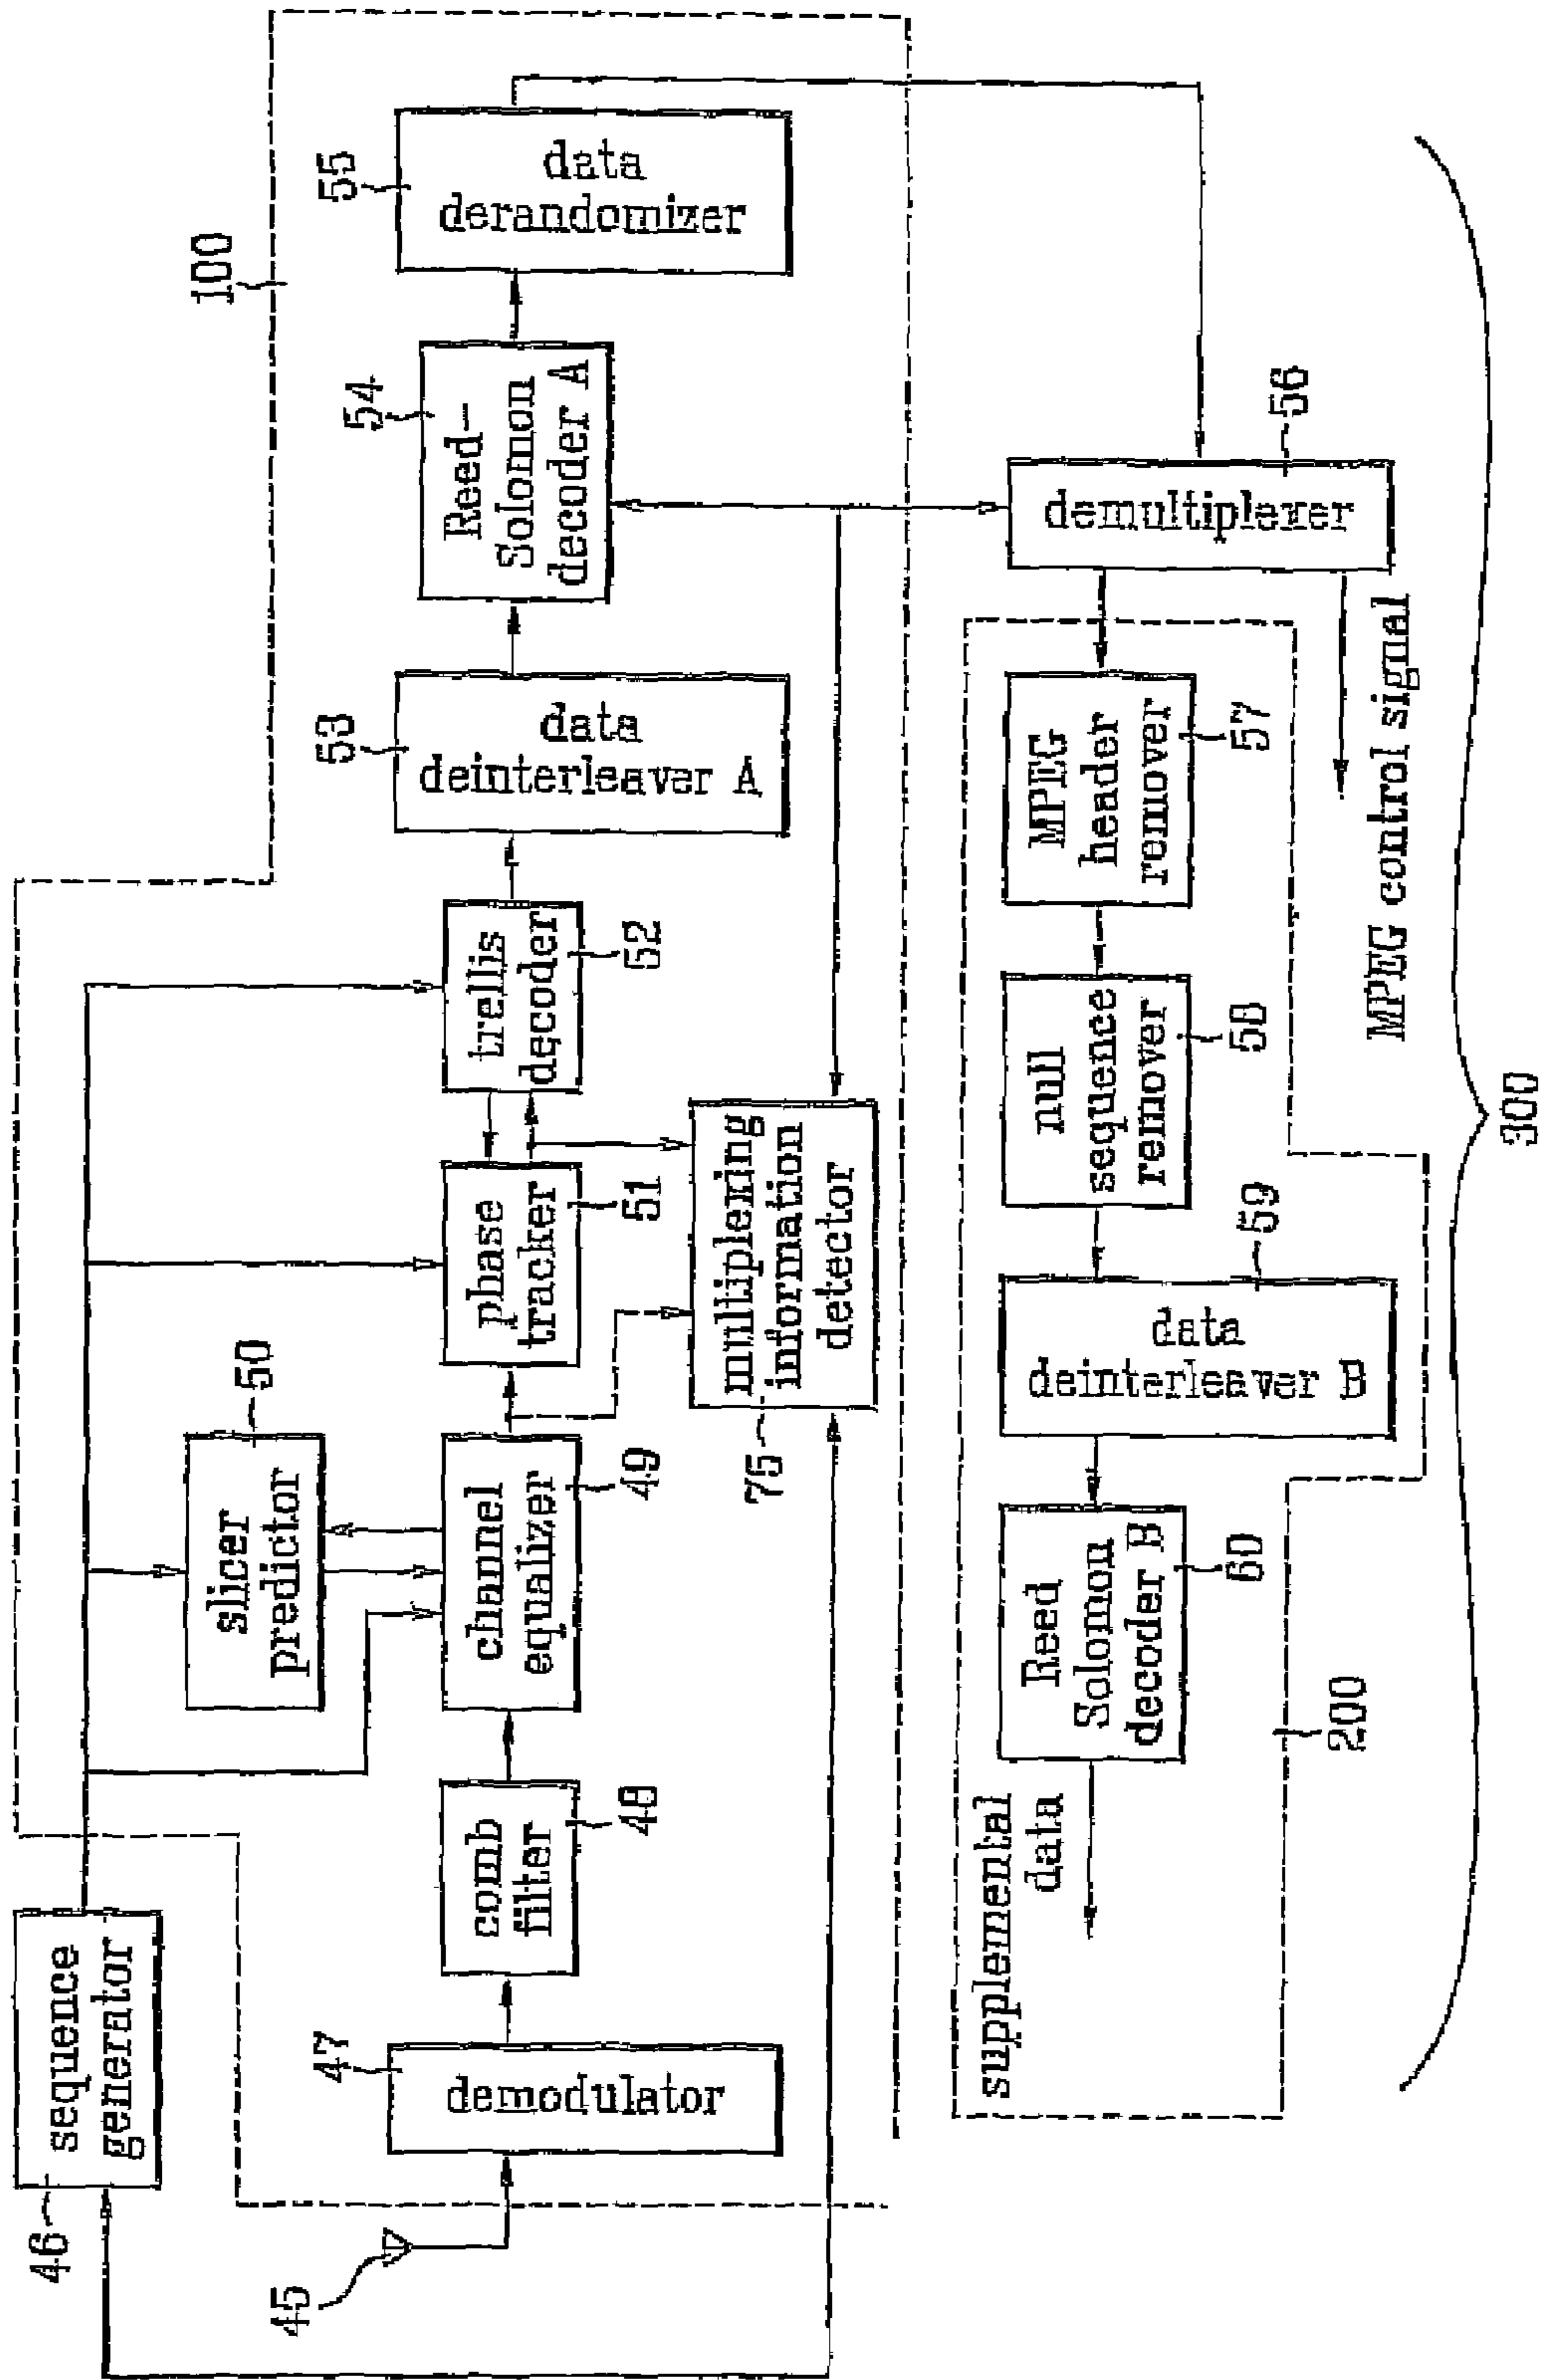 46
sequence
generator
45
47
demodulator
comb
filter
48
slicer
predictor
50
channel
equalizer
49
phase
tracker
51
trellis
decoder
52
multiplexing
information
detector
75
53
data
deinterleaver A
54
Reed-
Solomon
decoder A
55
data
derandomizer
100
demultiplexer
56
MPEG
header
remover
57
null
sequence
remover
58
data
deinterleaver B
59
Reed
Solomon
decoder B
60
supplemental
data
200
MPEG control signal
300